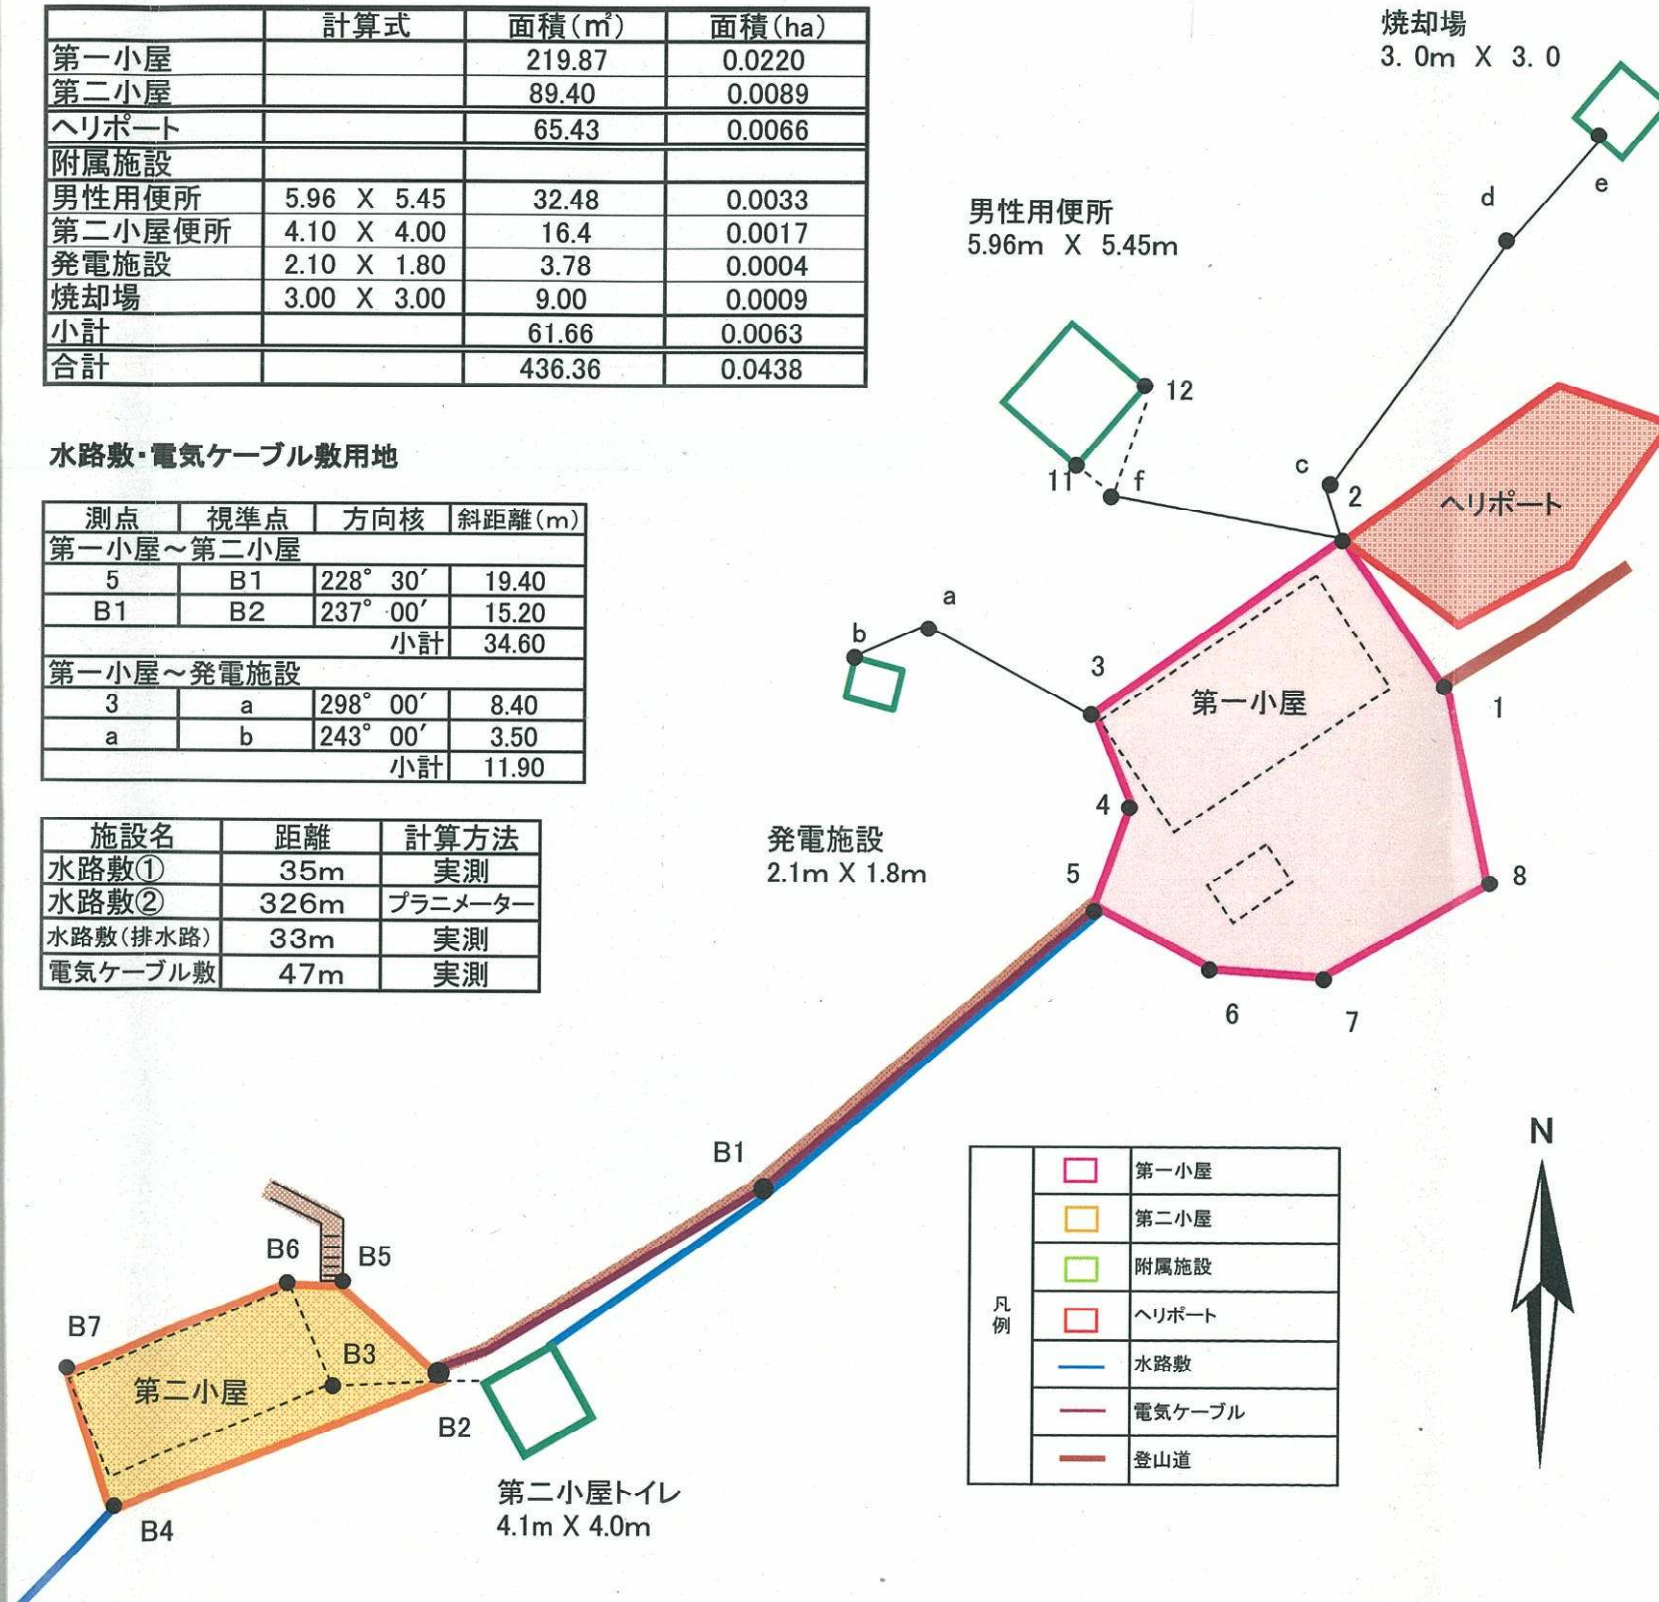 計算式 面積(㎡) 面積(ha)
第一小屋 219.87 0.0220
第二小屋 89.40 0.0089
ヘリポート 65.43 0.0066
附属施設
男性用便所 5.96 X 5.45 32.48 0.0033
第二小屋便所 4.10 X 4.00 16.4 0.0017
発電施設 2.10 X 1.80 3.78 0.0004
焼却場 3.00 X 3.00 9.00 0.0009
小計 61.66 0.0063
合計 436.36 0.0438
水路敷・電気ケーブル敷用地
測点 視準点 方向核 斜距離(m)
第一小屋～第二小屋
5 B1 228° 30′ 19.40
B1 B2 237° 00′ 15.20
小計 34.60
第一小屋～発電施設
3 a 298° 00′ 8.40
a b 243° 00′ 3.50
小計 11.90
施設名 距離 計算方法
水路敷① 35m 実測
水路敷② 326m プラニメーター
水路敷(排水路) 33m 実測
電気ケーブル敷 47m 実測
焼却場
3.0m X 3.0
e
d
男性用便所
5.96m X 5.45m
12
11
f
c
2
ヘリポート
a
b
3
第一小屋
1
4
発電施設
2.1m X 1.8m
5
8
6
7
B1
B6
B5
B7
B3
第二小屋
B2
B4
第二小屋トイレ
4.1m X 4.0m
凡例
第一小屋
第二小屋
附属施設
ヘリポート
水路敷
電気ケーブル
登山道
N